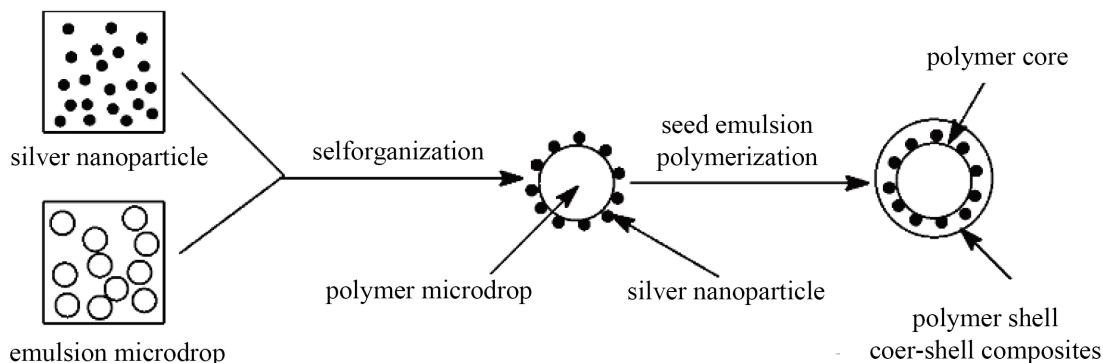 silver nanoparticle
emulsion microdrop
selforganization
polymer microdrop
silver nanoparticle
seed emulsion
polymerization
polymer core
polymer shell
coer-shell composites